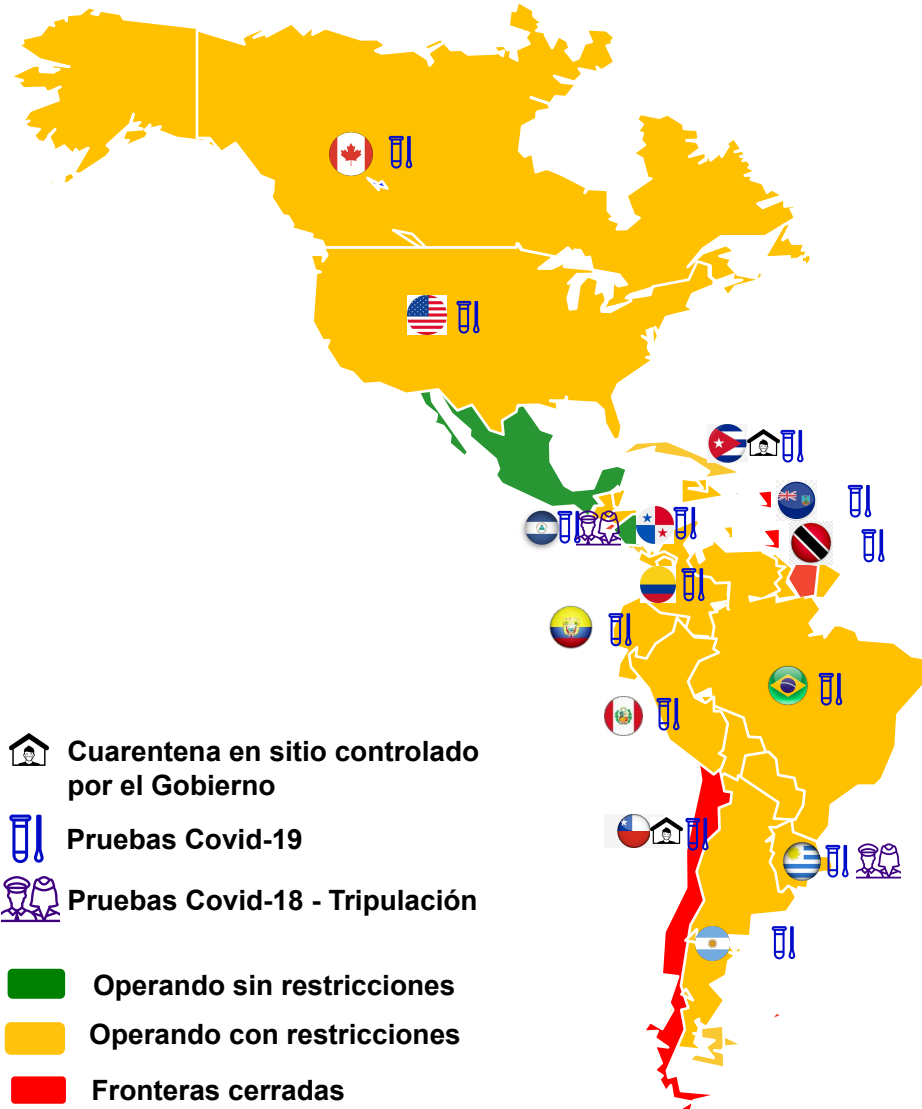 Cuarentena en sitio controlado
por el Gobierno
Pruebas Covid-19
Pruebas Covid-18 - Tripulación
Operando sin restricciones
Operando con restricciones
Fronteras cerradas